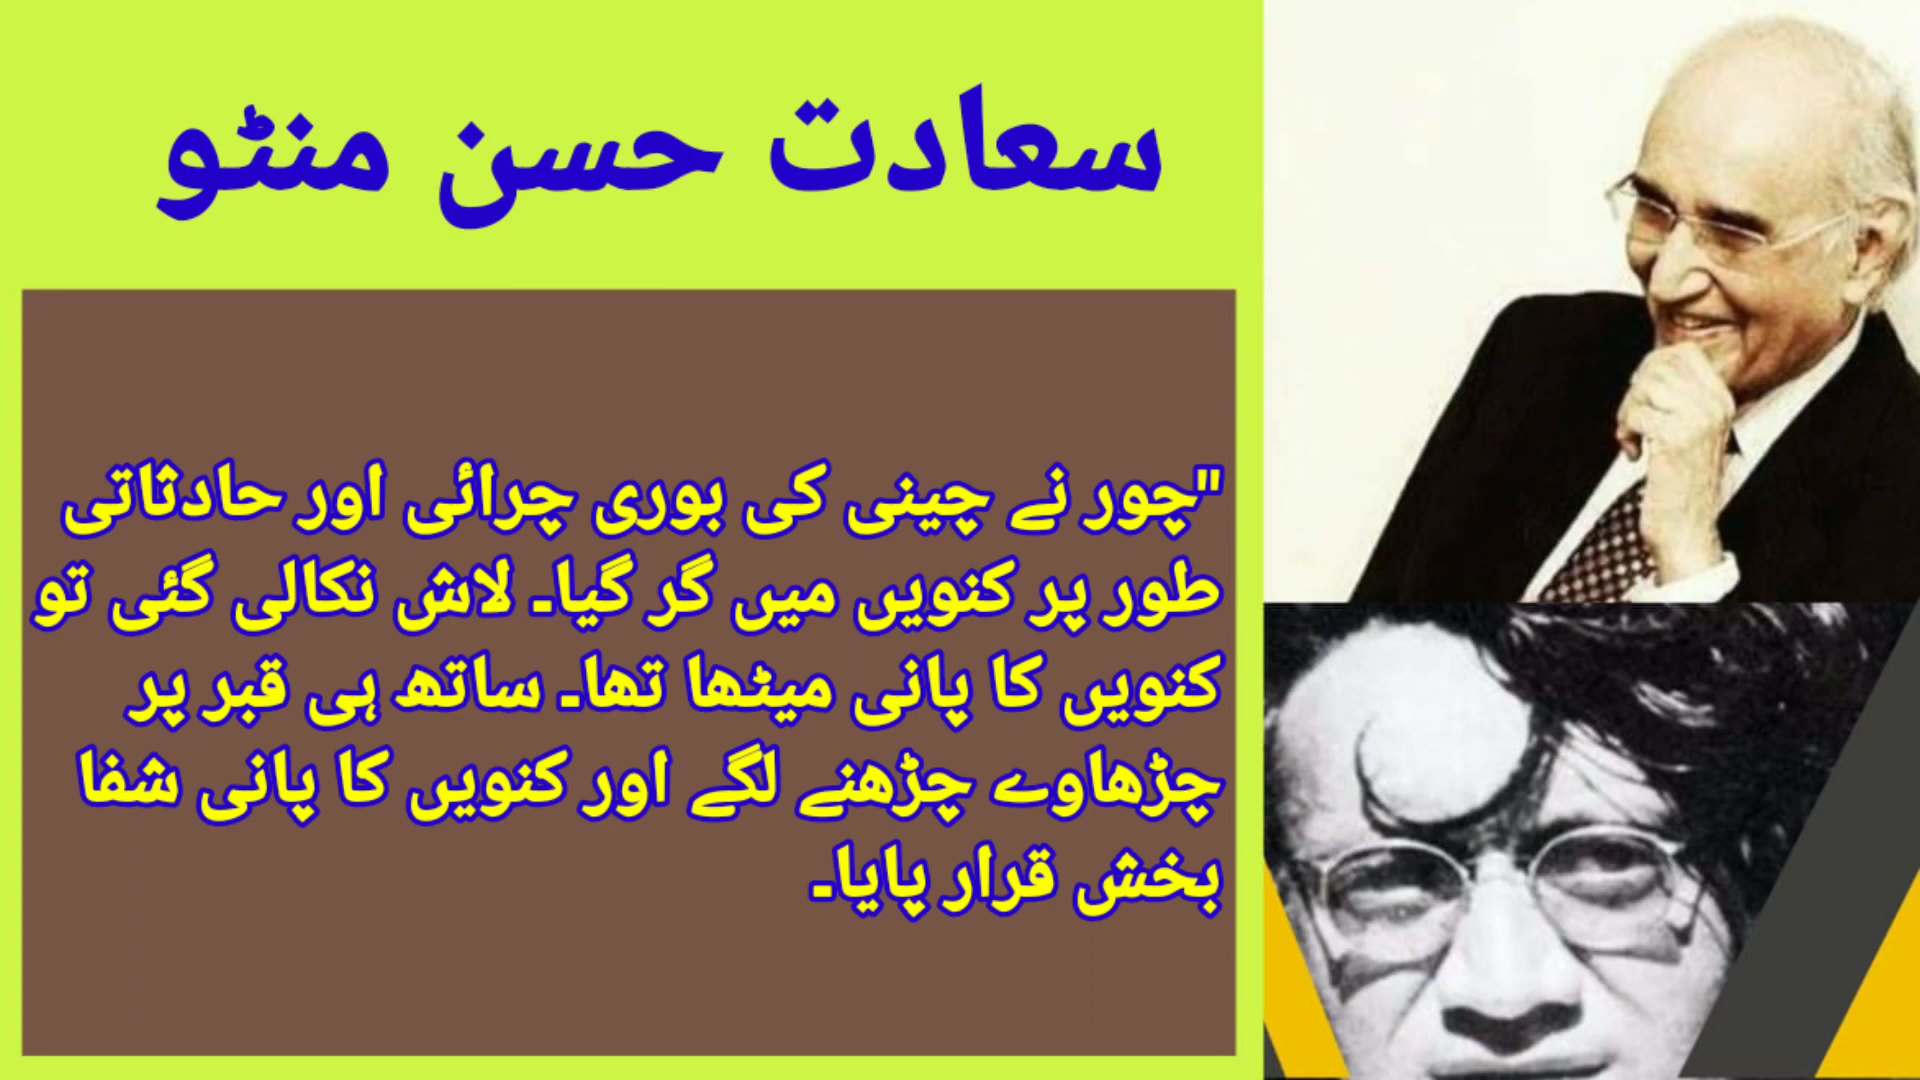 سعادت حسن منٹو
"چور نے چینی کی بوری چرائی اور حادثاتی
طور پر کنویں میں گر گیا۔ لاش نکالی گئی تو
کنویں کا پانی میٹھا تھا۔ ساتھ ہی قبر پر
چڑھاوے چڑھنے لگے اور کنویں کا پانی شفا
بخش قرار پایا۔